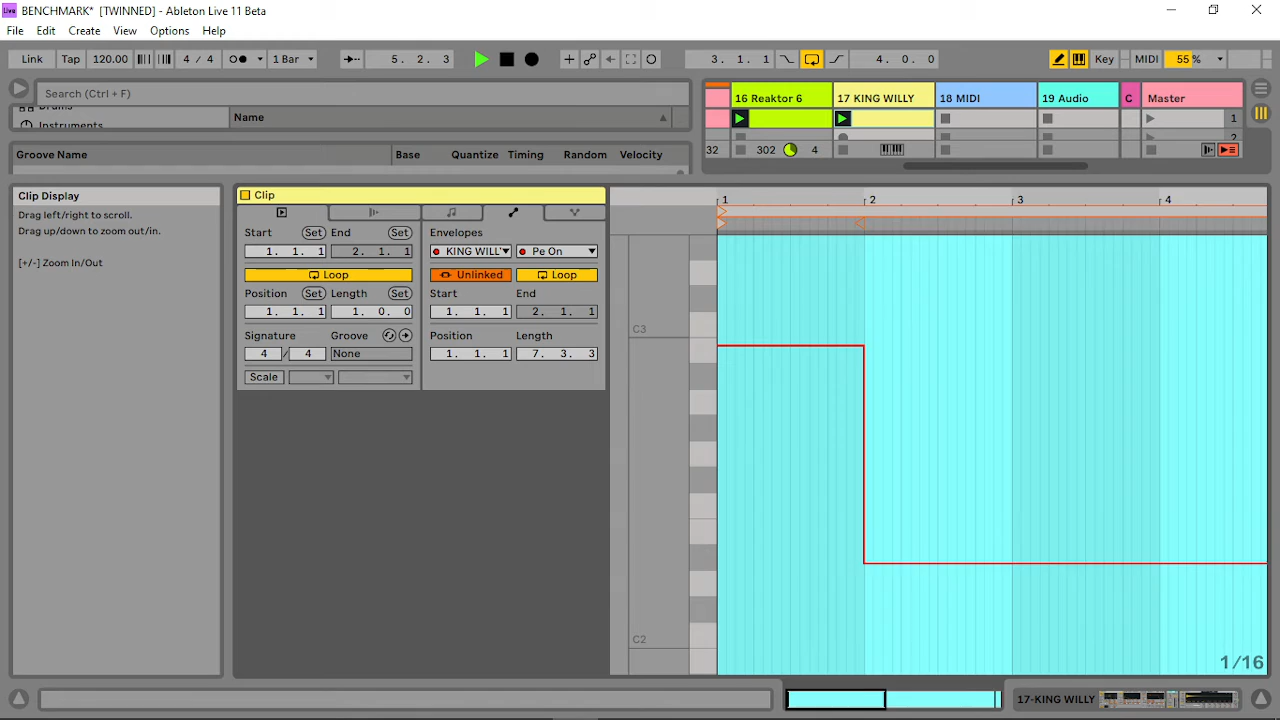 Live BENCHMARK* [TWINNED] - Ableton Live 11 Beta
File Edit Create View Options Help
Link Tap 120.00 4 / 4 1 Bar 5. 2. 3 3. 1. 1 4. 0. 0 Key MIDI 55 %
Search (Ctrl + F)
Drums
Instruments
Name
16 Reaktor 6 17 KING WILLY 18 MIDI 19 Audio C Master
1
2
32 302 4
Groove Name Base Quantize Timing Random Velocity
Clip Display
Drag left/right to scroll.
Drag up/down to zoom out/in.
[+/-] Zoom In/Out
Clip
Start Set End Set Envelopes
1. 1. 1 2. 1. 1 KING WILL' Pe On
Loop Unlinked Loop
Position Set Length Set Start End
1. 1. 1 1. 0. 0 1. 1. 1 2. 1. 1
Signature Groove Position Length
4 / 4 None 1. 1. 1 7. 3. 3
Scale
1 2 3 4
C3
C2
1/16
17-KING WILLY